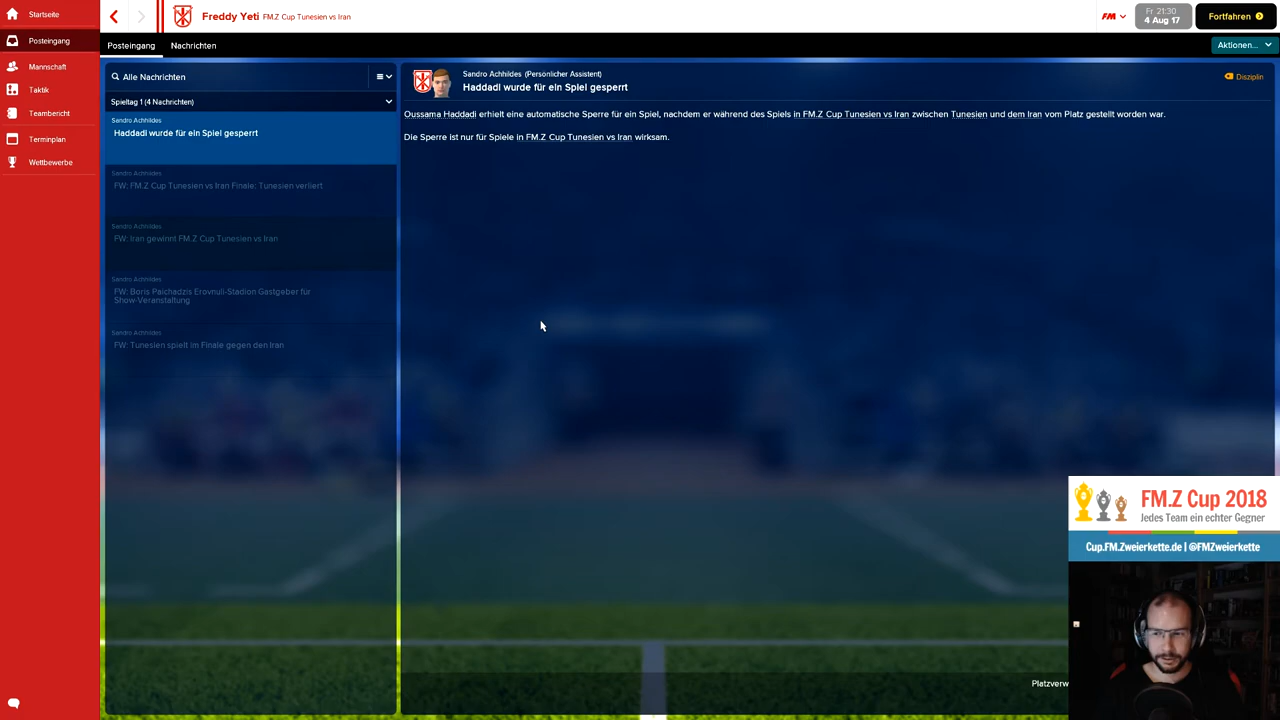 Startseite
Freddy Yeti FM.Z Cup Tunesien vs Iran
FM
Fr 21:30
4 Aug 17
Fortfahren
Posteingang
Mannschaft
Taktik
Teambericht
Terminplan
Wettbewerbe
Posteingang
Nachrichten
Aktionen...
Alle Nachrichten
Spieltag 1 (4 Nachrichten)
Sandro Achhildes
Haddadi wurde für ein Spiel gesperrt
Sandro Achhildes
FW: FM.Z Cup Tunesien vs Iran Finale: Tunesien verliert
Sandro Achhildes
FW: Iran gewinnt FM.Z Cup Tunesien vs Iran
Sandro Achhildes
FW: Boris Paichadzis Erovnuli-Stadion Gastgeber für
Show-Veranstaltung
Sandro Achhildes
FW: Tunesien spielt im Finale gegen den Iran
Sandro Achhildes (Persönlicher Assistent)
Haddadi wurde für ein Spiel gesperrt
Disziplin
Oussama Haddadi erhielt eine automatische Sperre für ein Spiel, nachdem er während des Spiels in FM.Z Cup Tunesien vs Iran zwischen Tunesien und dem Iran vom Platz gestellt worden war.
Die Sperre ist nur für Spiele in FM.Z Cup Tunesien vs Iran wirksam.
FM.Z Cup 2018
Jedes Team ein echter Gegner
Cup.FM.Zweierkette.de | @FMZweierkette
Platzverw